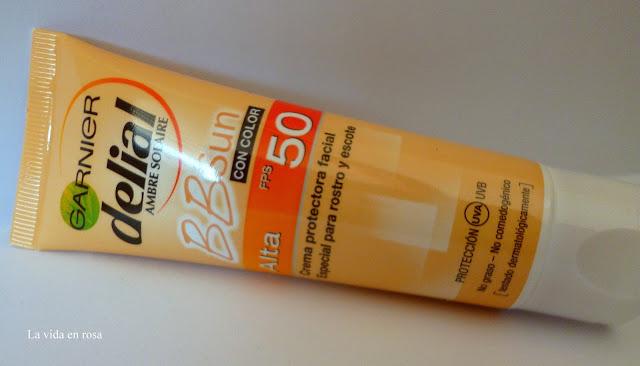 GARNIER
delial
AMBRE SOLAIRE
BB Sun
CON COLOR
Alta
FPS 50
Crema protectora facial
Especial para rostro y escote
PROTECCIÓN UVA UVB
No graso – No comedogénico
[testado dermatológicamente]
La vida en rosa